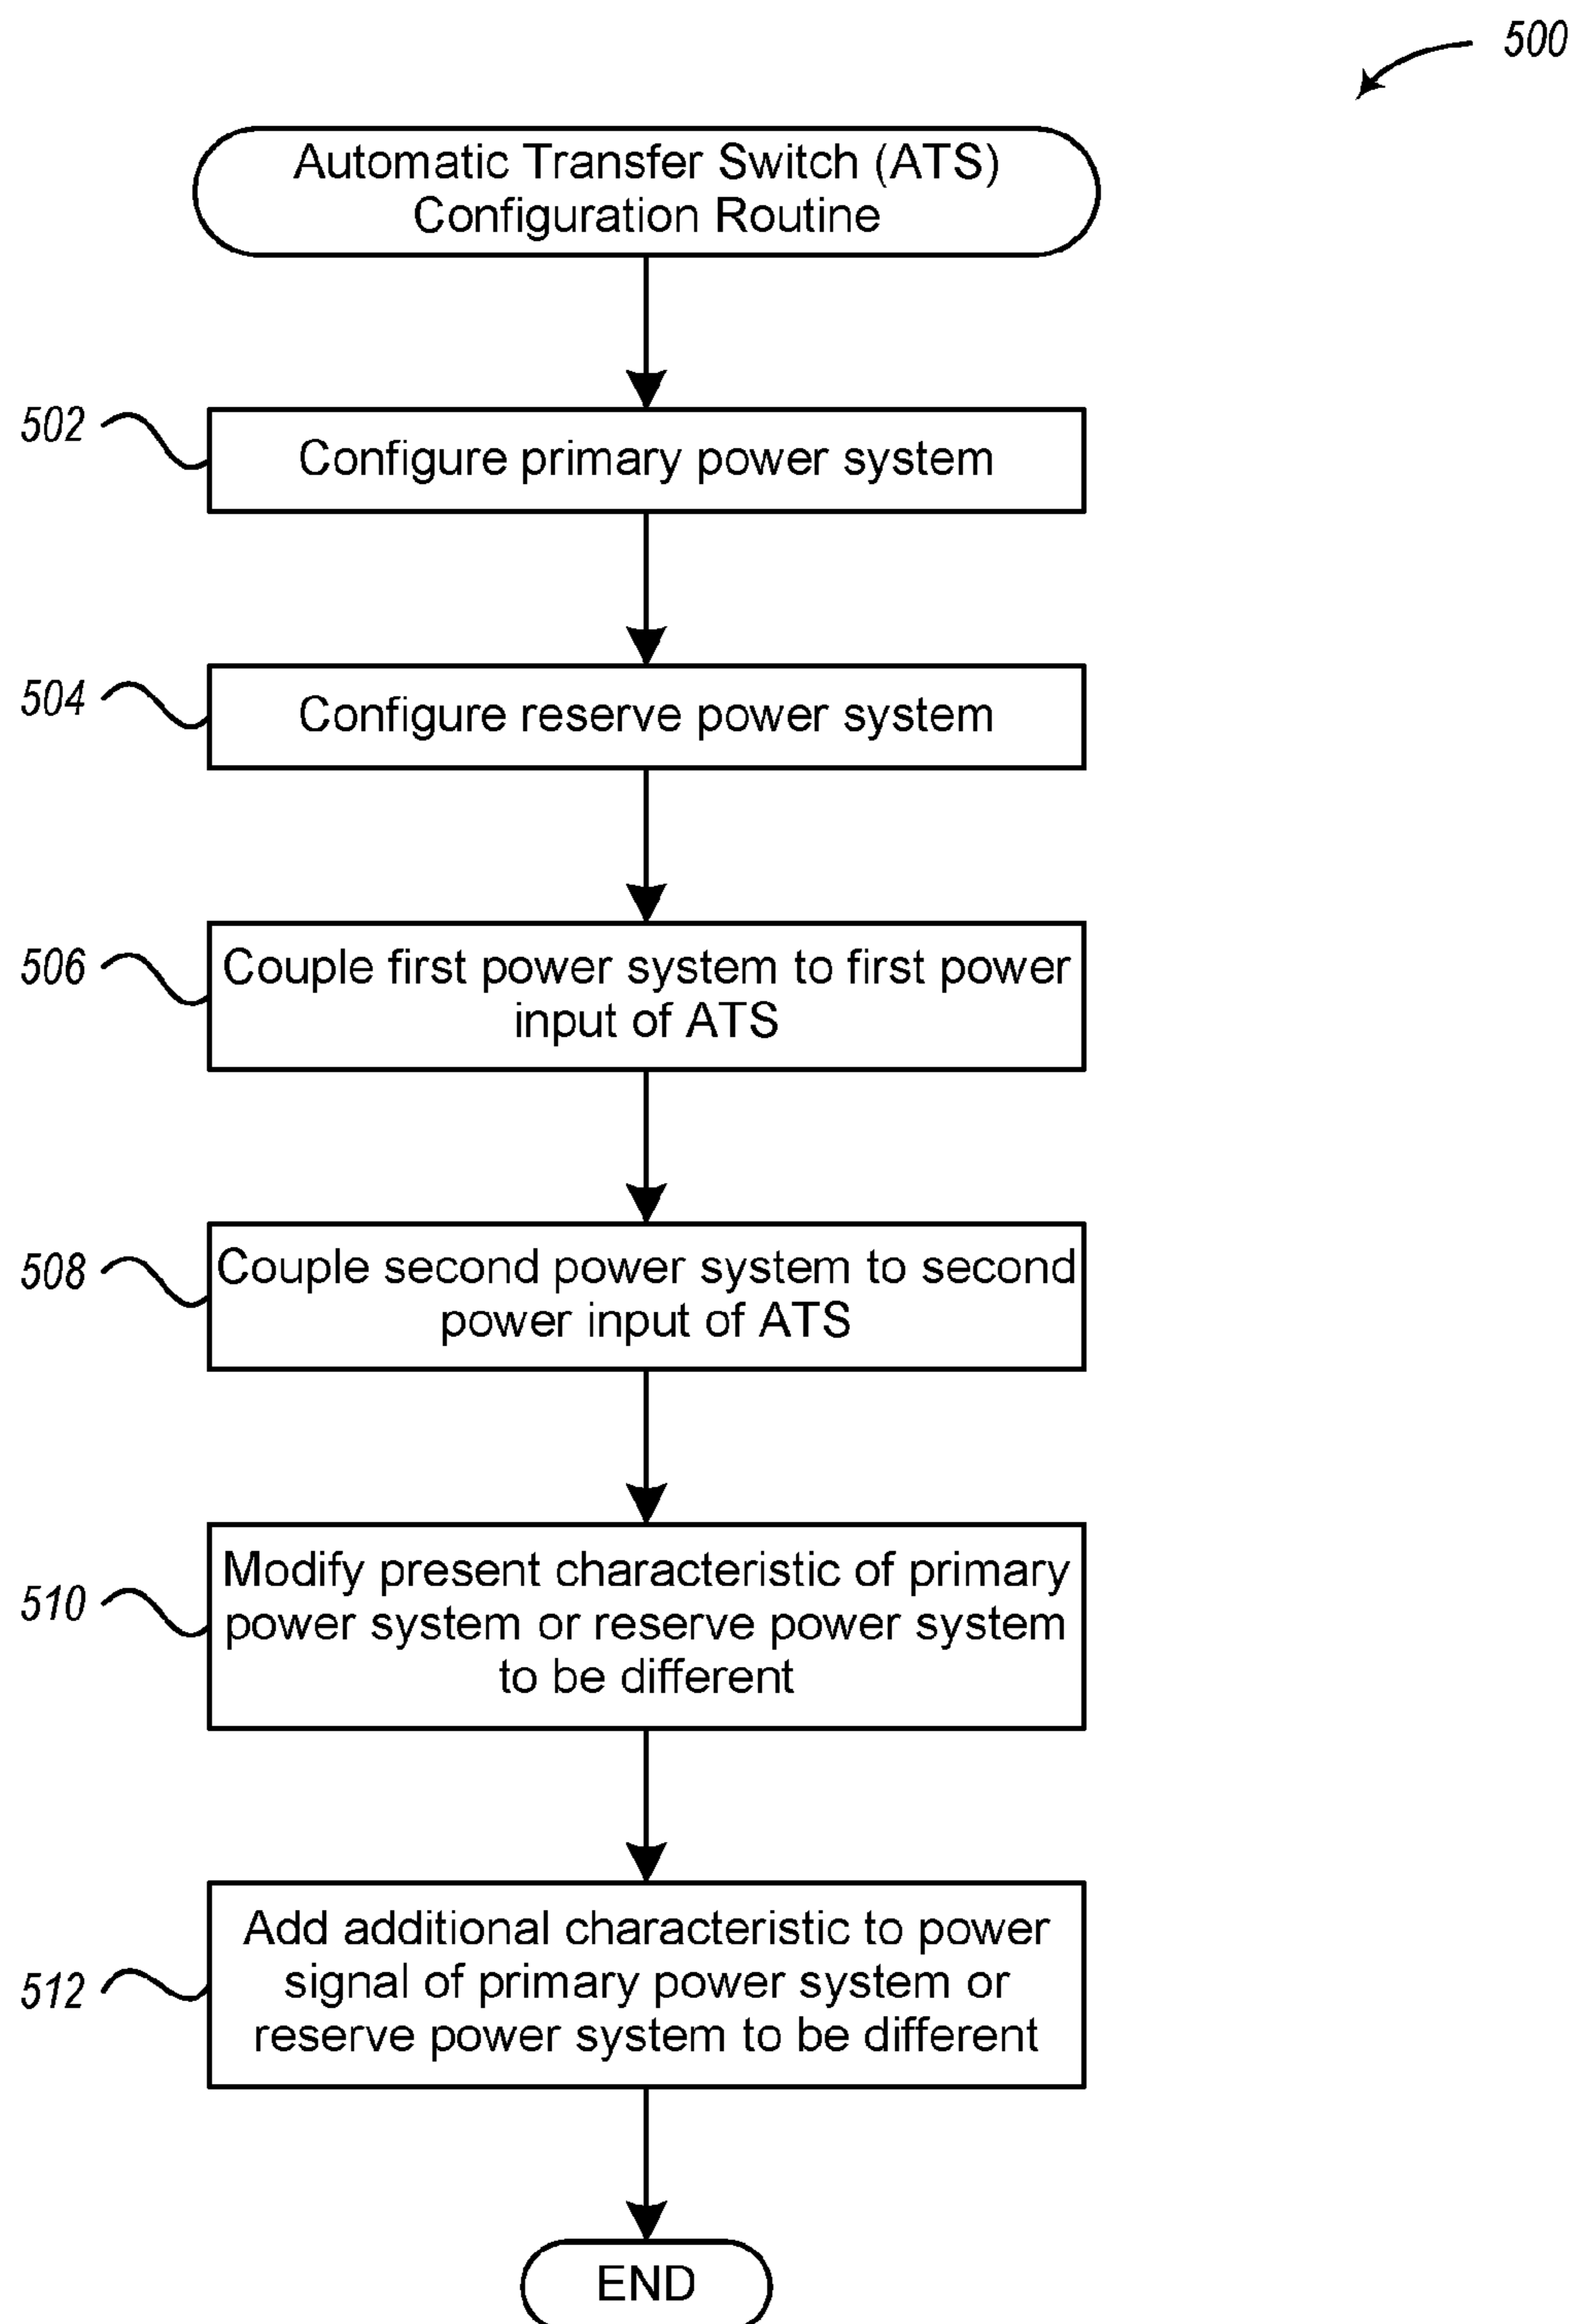 500
Automatic Transfer Switch (ATS)
Configuration Routine
502
Configure primary power system
504
Configure reserve power system
506
Couple first power system to first power
input of ATS
508
Couple second power system to second
power input of ATS
510
Modify present characteristic of primary
power system or reserve power system
to be different
512
Add additional characteristic to power
signal of primary power system or
reserve power system to be different
END